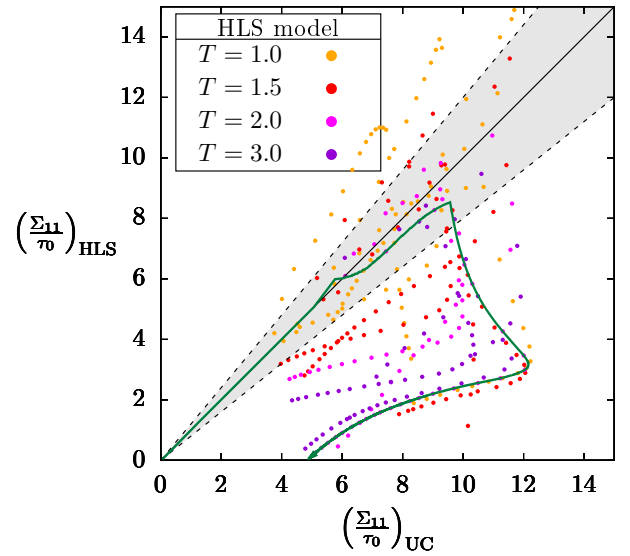 14
12
10
8
6
4
2
0
HLS model
T = 1.0
T = 1.5
T = 2.0
T = 3.0
(Σ11/τ0)HLS
0 2 4 6 8 10 12 14
(Σ11/τ0)UC